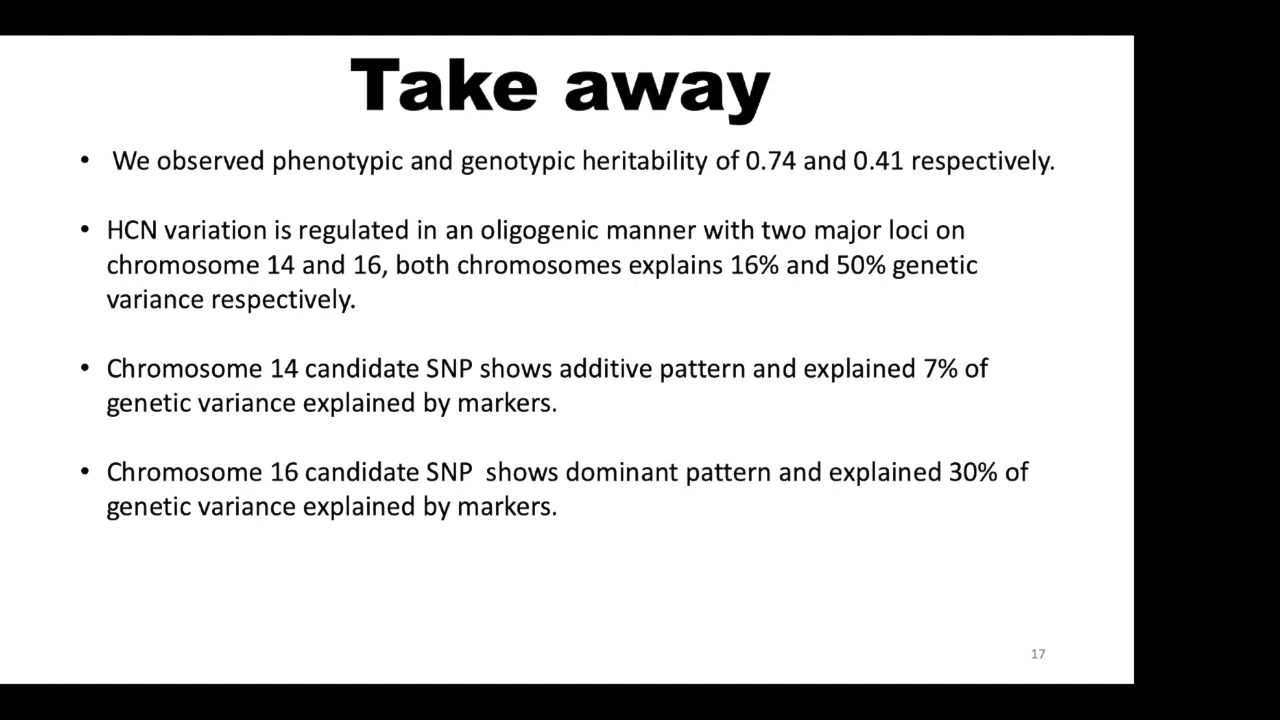 Take away
• We observed phenotypic and genotypic heritability of 0.74 and 0.41 respectively.
• HCN variation is regulated in an oligogenic manner with two major loci on
chromosome 14 and 16, both chromosomes explains 16% and 50% genetic
variance respectively.
• Chromosome 14 candidate SNP shows additive pattern and explained 7% of
genetic variance explained by markers.
• Chromosome 16 candidate SNP  shows dominant pattern and explained 30% of
genetic variance explained by markers.
17